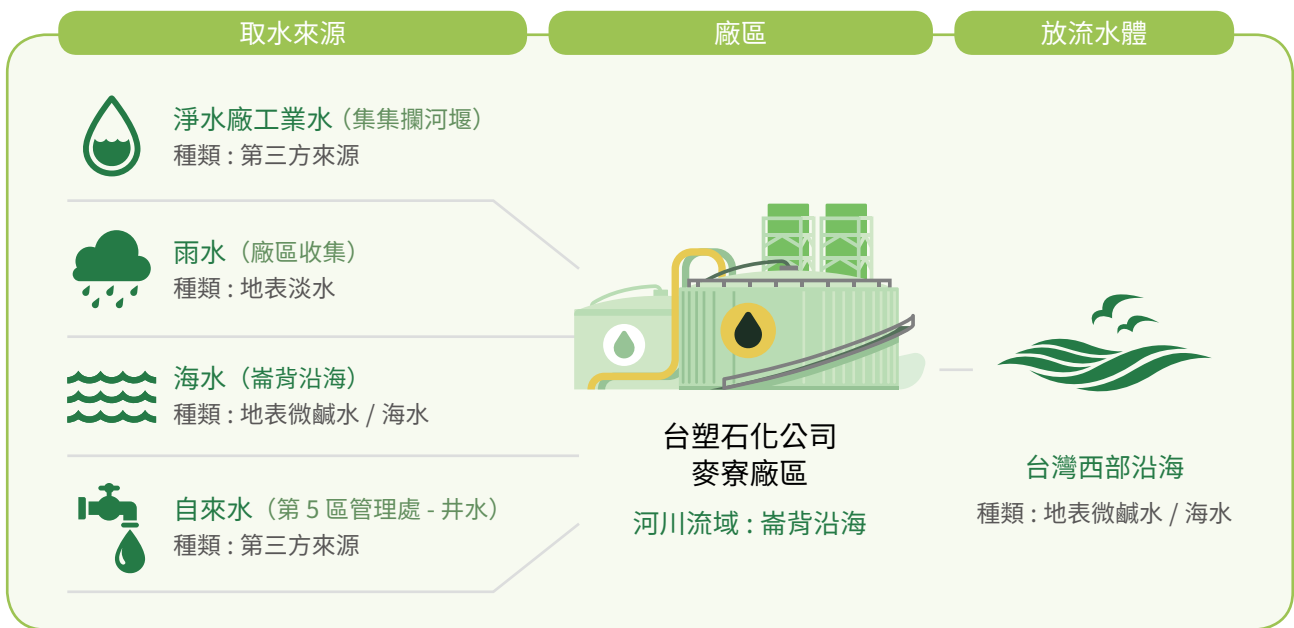 取水來源
廠區
放流水體
淨水廠工業水（集集攔河堰）
種類 : 第三方來源
雨水（廠區收集）
種類 : 地表淡水
海水（崙背沿海）
種類 : 地表微鹹水 / 海水
自來水（第 5 區管理處 - 井水）
種類 : 第三方來源
台塑石化公司
麥寮廠區
河川流域 : 崙背沿海
台灣西部沿海
種類 : 地表微鹹水 / 海水